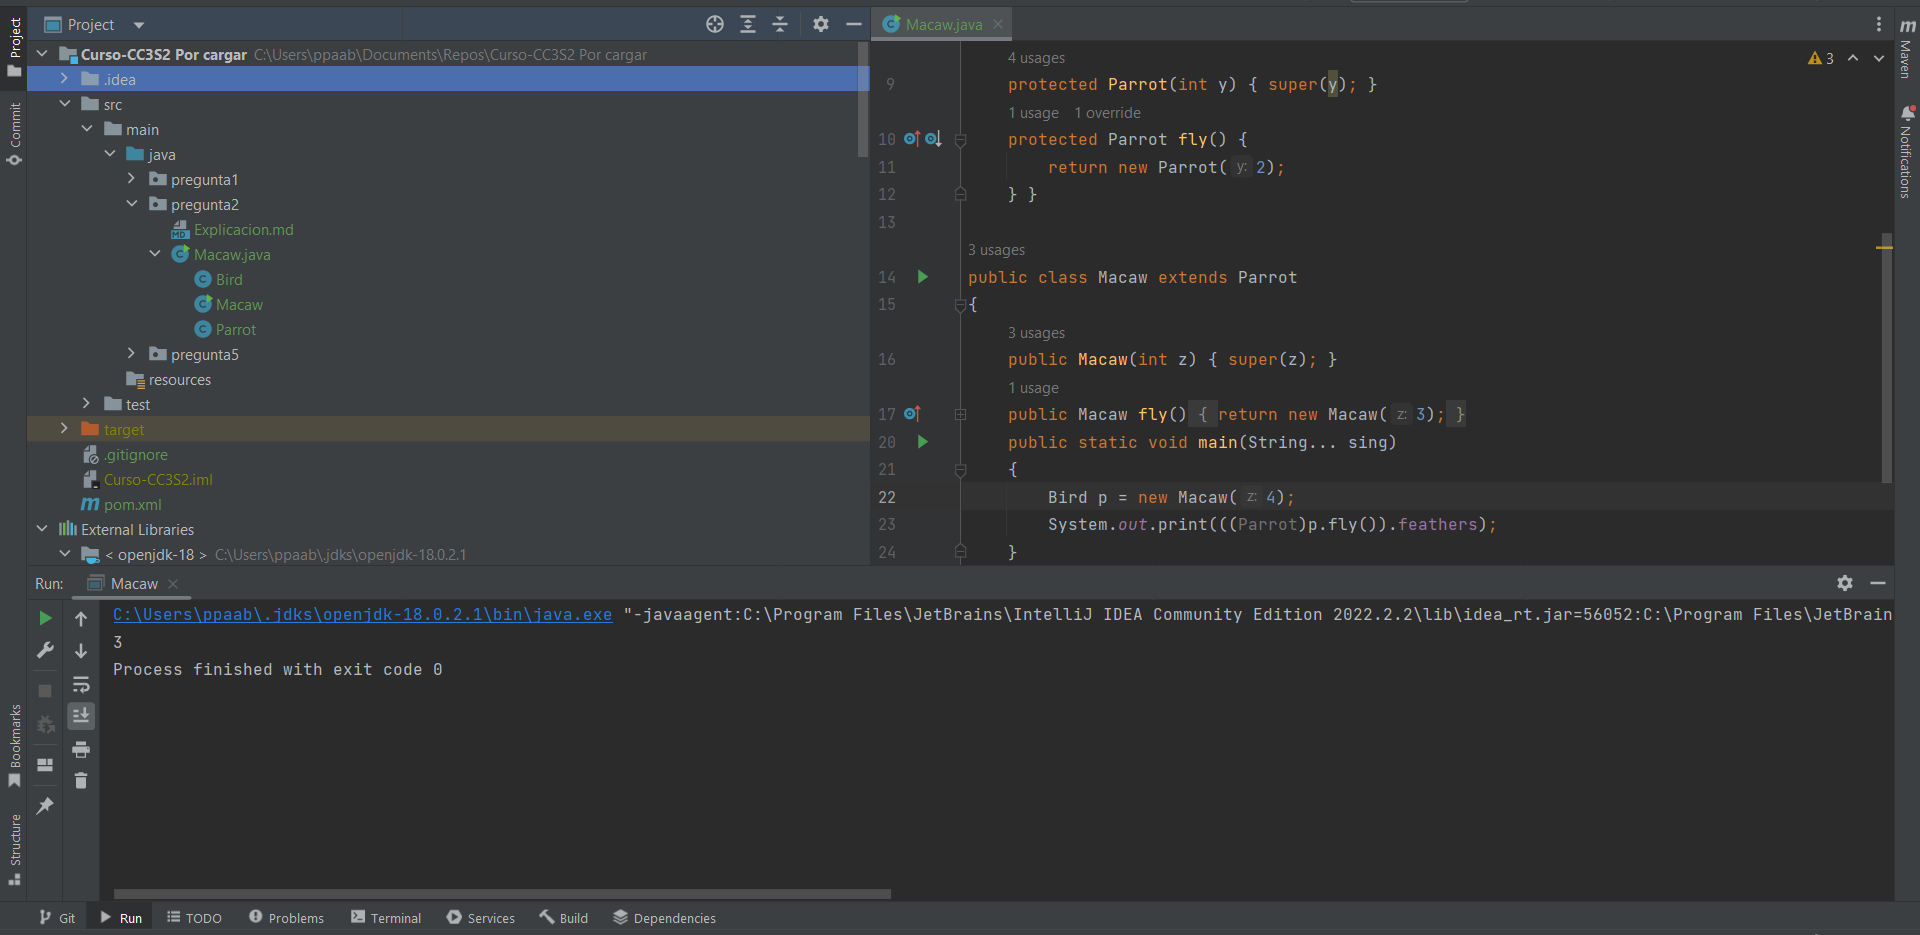 Project
Curso-CC3S2 Por cargar C:\Users\ppaab\Documents\Repos\Curso-CC3S2 Por cargar
.idea
src
main
java
pregunta1
pregunta2
Explicacion.md
Macaw.java
Bird
Macaw
Parrot
pregunta5
resources
test
target
.gitignore
Curso-CC3S2.iml
pom.xml
External Libraries
< openjdk-18 > C:\Users\ppaab\.jdks\openjdk-18.0.2.1
Project
Commit
Bookmarks
Structure
Macaw.java
3
4 usages
9 protected Parrot(int y) { super(y); }
1 usage 1 override
10 protected Parrot fly() {
11 return new Parrot( y: 2);
12 } }
13
3 usages
14 public class Macaw extends Parrot
15 {
3 usages
16 public Macaw(int z) { super(z); }
1 usage
17 public Macaw fly() { return new Macaw( z: 3); }
20 public static void main(String... sing)
21 {
22 Bird p = new Macaw( z: 4);
23 System.out.print(((Parrot)p.fly()).feathers);
24 }
m Maven
Notifications
Run: Macaw
C:\Users\ppaab\.jdks\openjdk-18.0.2.1\bin\java.exe "-javaagent:C:\Program Files\JetBrains\IntelliJ IDEA Community Edition 2022.2.2\lib\idea_rt.jar=56052:C:\Program Files\JetBrain
3
Process finished with exit code 0
Git Run TODO Problems Terminal Services Build Dependencies